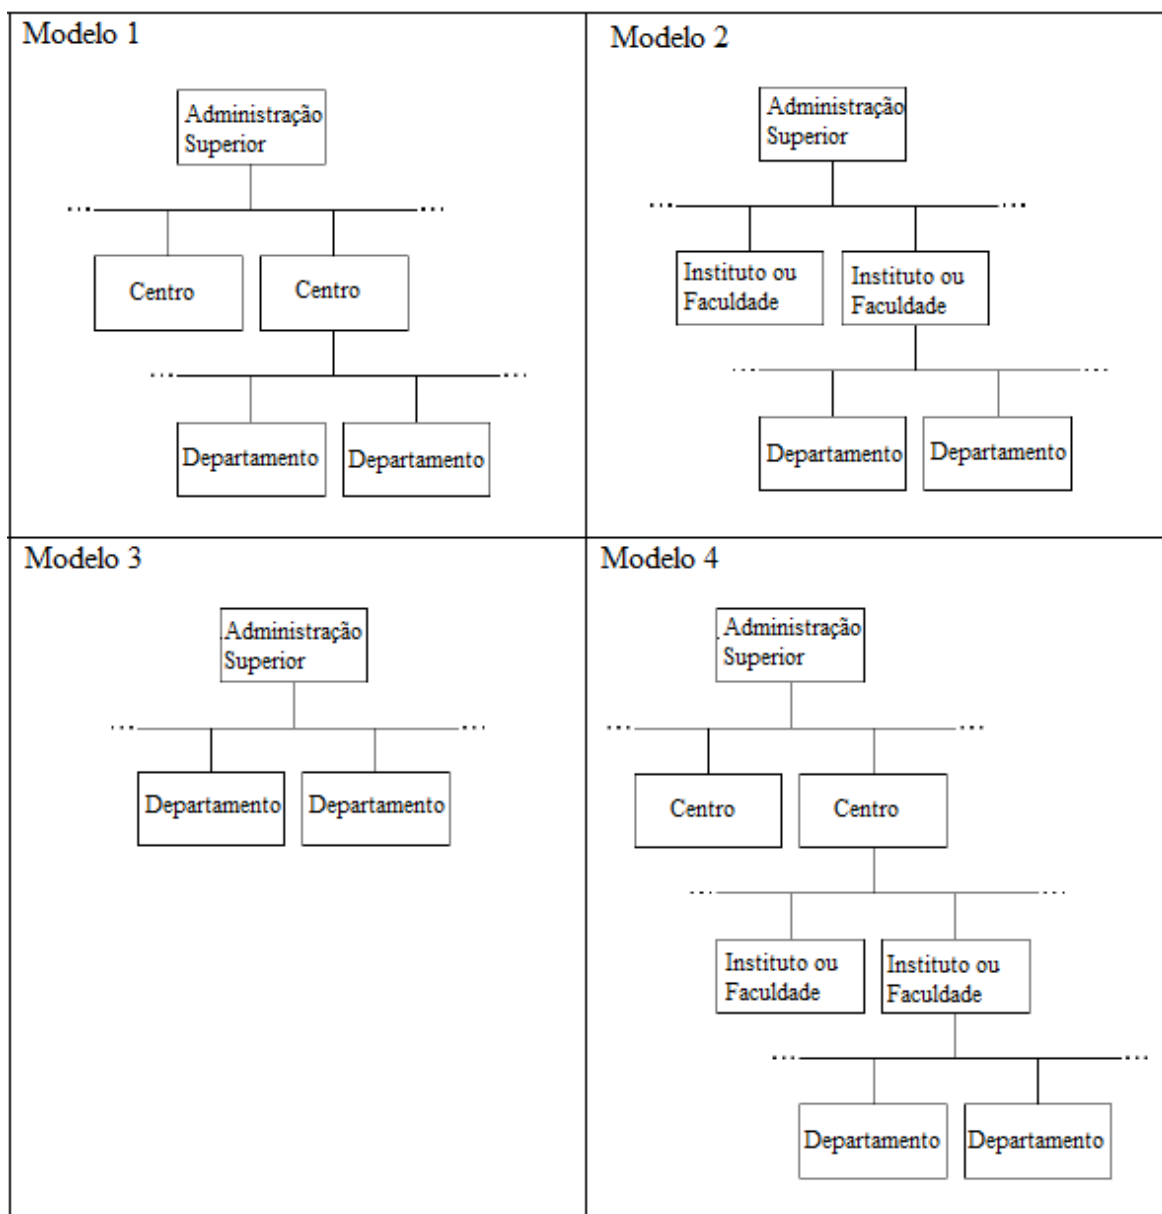 Modelo 1
Administração
Superior
Centro
Centro
Departamento
Departamento
Modelo 2
Administração
Superior
Instituto ou
Faculdade
Instituto ou
Faculdade
Departamento
Departamento
Modelo 3
Administração
Superior
Departamento
Departamento
Modelo 4
Administração
Superior
Centro
Centro
Instituto ou
Faculdade
Instituto ou
Faculdade
Departamento
Departamento